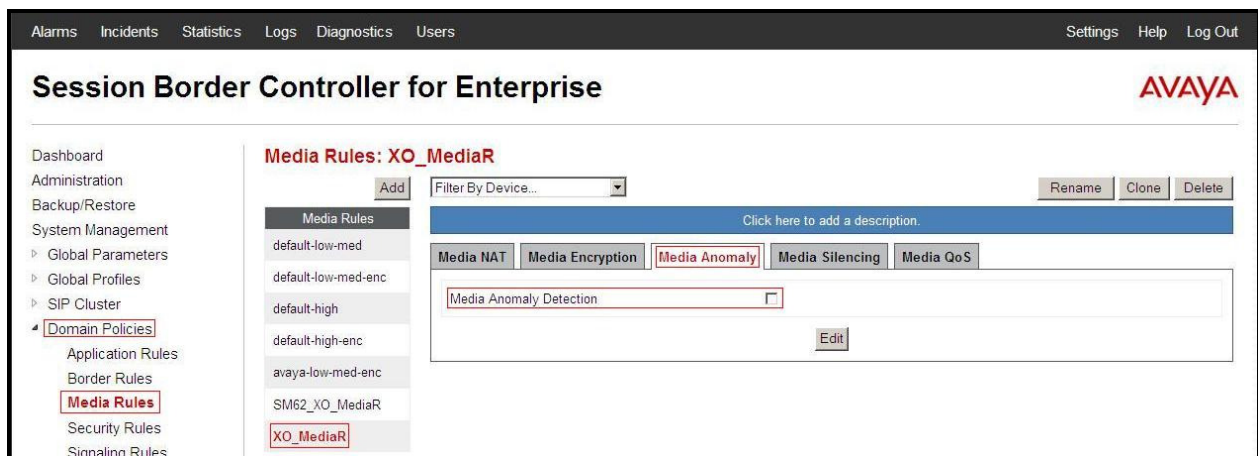 Alarms Incidents Statistics Logs Diagnostics Users Settings Help Log Out
Session Border Controller for Enterprise
AVAYA
Dashboard
Administration
Backup/Restore
System Management
Global Parameters
Global Profiles
SIP Cluster
Domain Policies
Application Rules
Border Rules
Media Rules
Security Rules
Signaling Rules
Media Rules: XO_MediaR
Add
Filter By Device...
Rename Clone Delete
Media Rules
default-low-med
default-low-med-enc
default-high
default-high-enc
avaya-low-med-enc
SM62_XO_MediaR
XO_MediaR
Click here to add a description.
Media NAT Media Encryption Media Anomaly Media Silencing Media QoS
Media Anomaly Detection
Edit